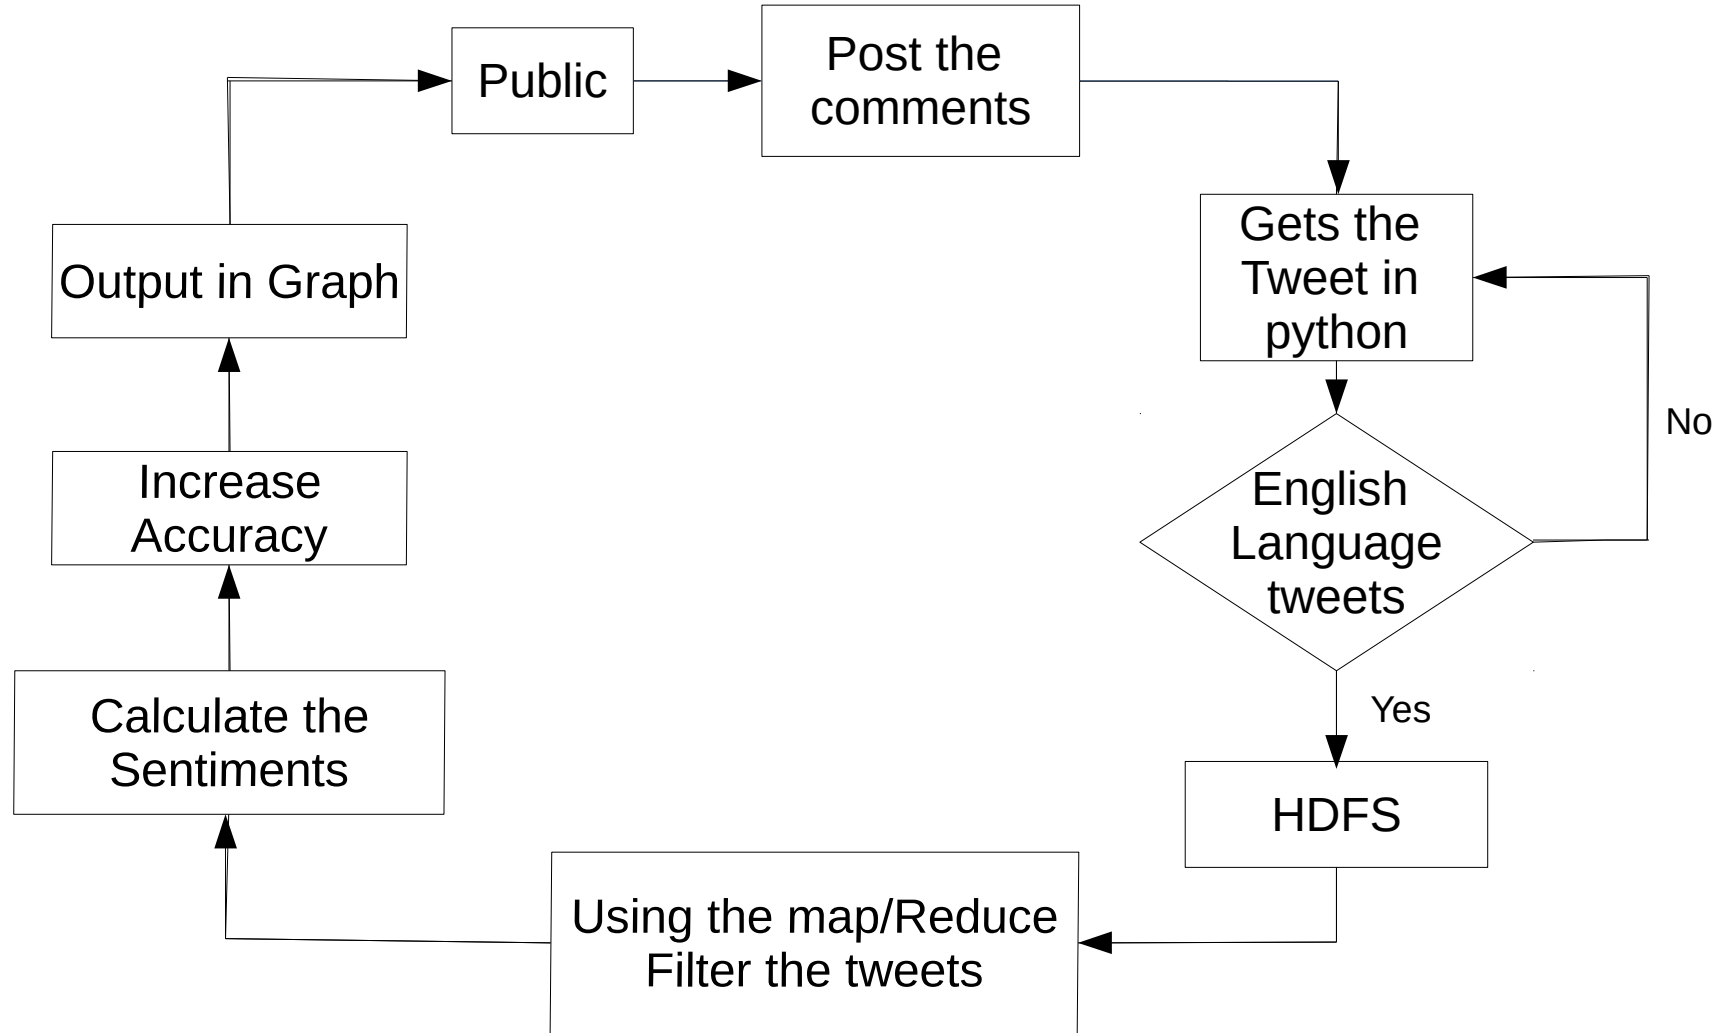 Public
Post the
comments
Gets the
Tweet in
python
No
English
Language
tweets
Yes
HDFS
Using the map/Reduce
Filter the tweets
Calculate the
Sentiments
Increase
Accuracy
Output in Graph